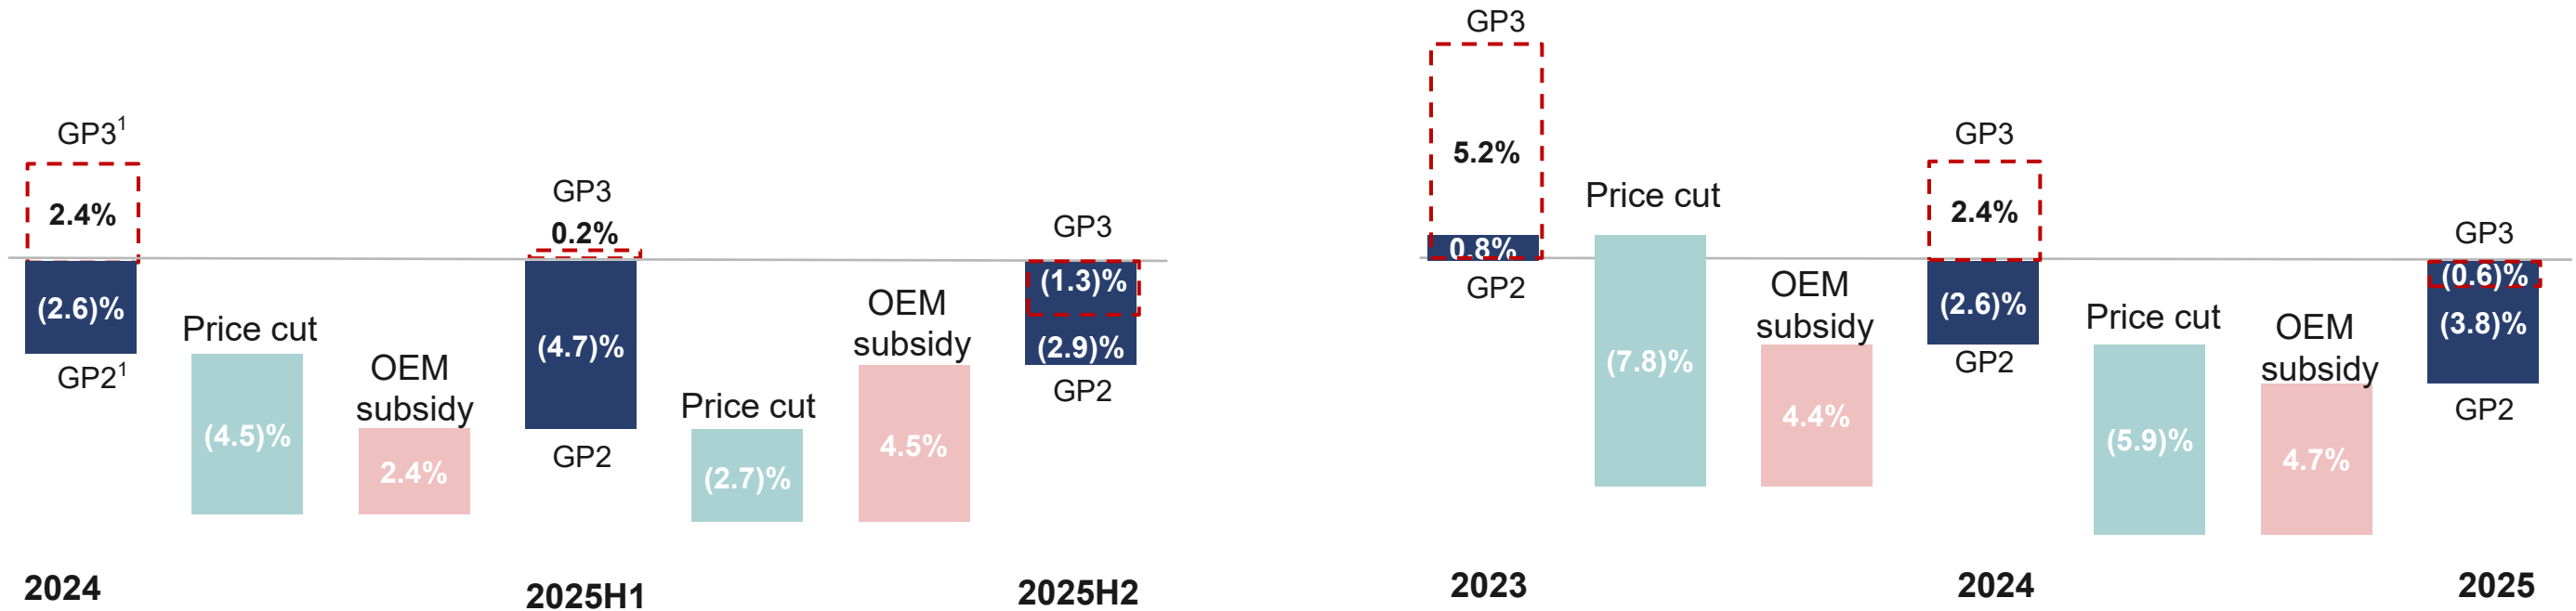 GP3¹
2.4%
(2.6)%
GP2¹
Price cut
(4.5)%
OEM
subsidy
2.4%
GP3
0.2%
(4.7)%
GP2
Price cut
(2.7)%
OEM
subsidy
4.5%
GP3
(1.3)%
(2.9)%
GP2
2024
2025H1
2025H2
GP3
5.2%
0.8%
GP2
Price cut
(7.8)%
OEM
subsidy
4.4%
GP3
2.4%
(2.6)%
GP2
Price cut
(5.9)%
OEM
subsidy
4.7%
GP3
(0.6)%
(3.8)%
GP2
2023
2024
2025